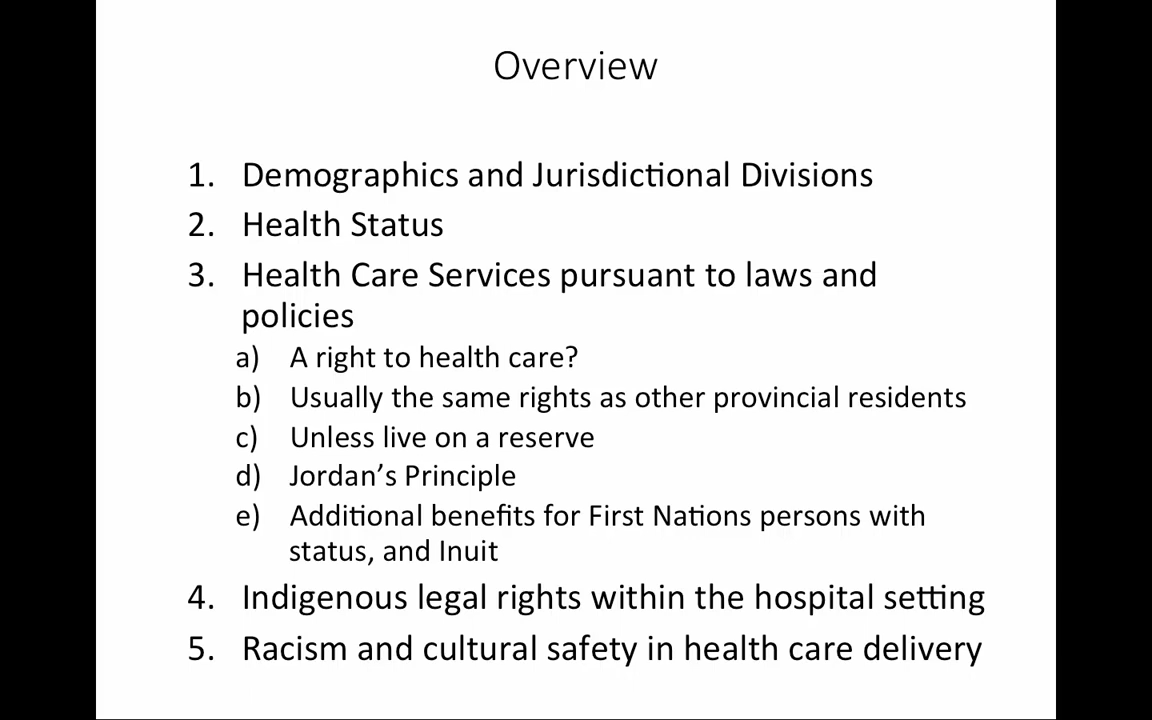 Overview
1. Demographics and Jurisdictional Divisions
2. Health Status
3. Health Care Services pursuant to laws and
policies
a) A right to health care?
b) Usually the same rights as other provincial residents
c) Unless live on a reserve
d) Jordan’s Principle
e) Additional benefits for First Nations persons with
status, and Inuit
4. Indigenous legal rights within the hospital setting
5. Racism and cultural safety in health care delivery